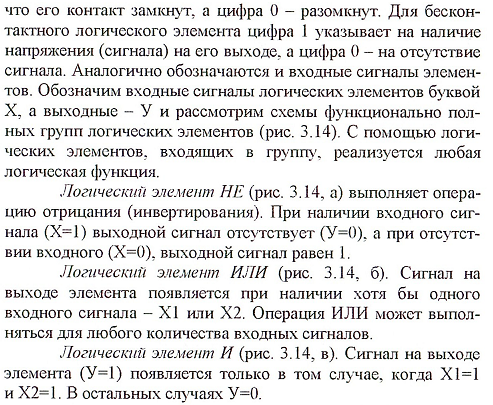 что его контакт замкнут, а цифра 0 – разомкнут. Для бескон-
тактного логического элемента цифра 1 указывает на наличие
напряжения (сигнала) на его выходе, а цифра 0 – на отсутствие
сигнала. Аналогично обозначаются и входные сигналы элемен-
тов. Обозначим входные сигналы логических элементов буквой
Х, а выходные – У и рассмотрим схемы функционально пол-
ных групп логических элементов (рис. 3.14). С помощью логи-
ческих элементов, входящих в группу, реализуется любая
логическая функция.
Логический элемент НЕ (рис. 3.14, а) выполняет опера-
цию отрицания (инвертирования). При наличии входного сиг-
нала (Х=1) выходной сигнал отсутствует (У=0), а при отсутст-
вии входного (Х=0), выходной сигнал равен 1.
Логический элемент ИЛИ (рис. 3.14, б). Сигнал на
выходе элемента появляется при наличии хотя бы одного
входного сигнала – Х1 или Х2. Операция ИЛИ может выпол-
няться для любого количества входных сигналов.
Логический элемент И (рис. 3.14, в). Сигнал на выходе
элемента (У=1) появляется только в том случае, когда Х1=1
и Х2=1. В остальных случаях У=0.